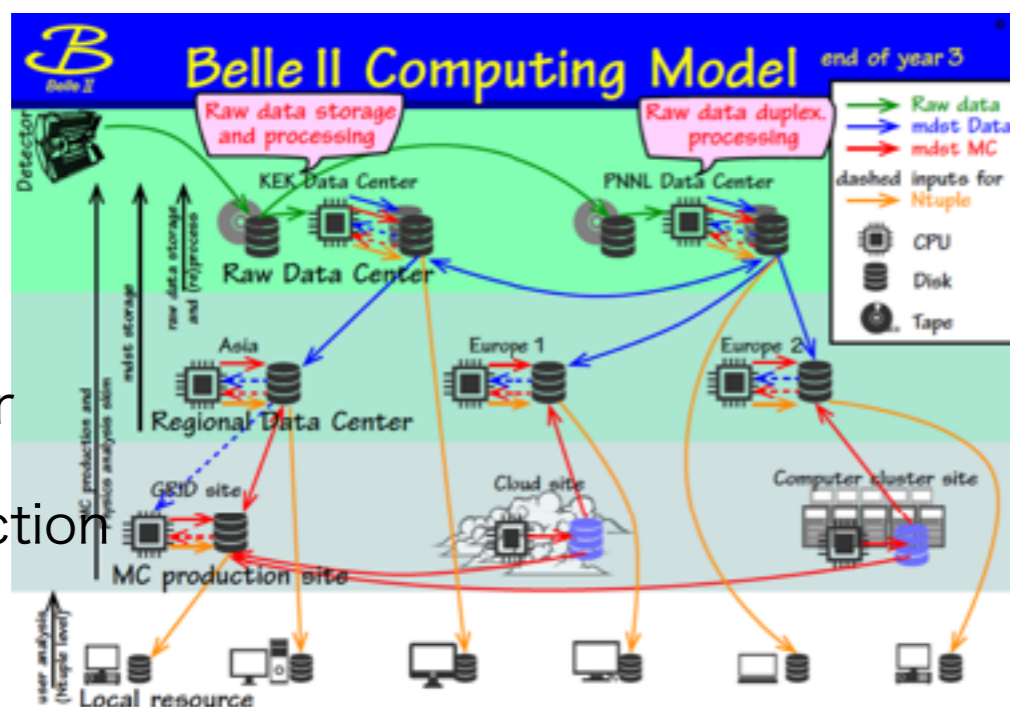 B
Belle II
Belle II Computing Model
end of year 3
Raw data storage
and processing
Raw data duplex.
processing
Raw data
mdst Data
mdst MC
dashed inputs for
Ntuple
CPU
Disk
Tape
Detector
KEK Data Center
PNNL Data Center
Raw Data Center
raw data storage
and (re)process
mdst storage
MC production and
physics analysis skim
Asia
Europe 1
Europe 2
Regional Data Center
r
GRID site
Cloud site
Computer cluster site
ction
MC production site
user analysis
(Ntuple level)
Local resource